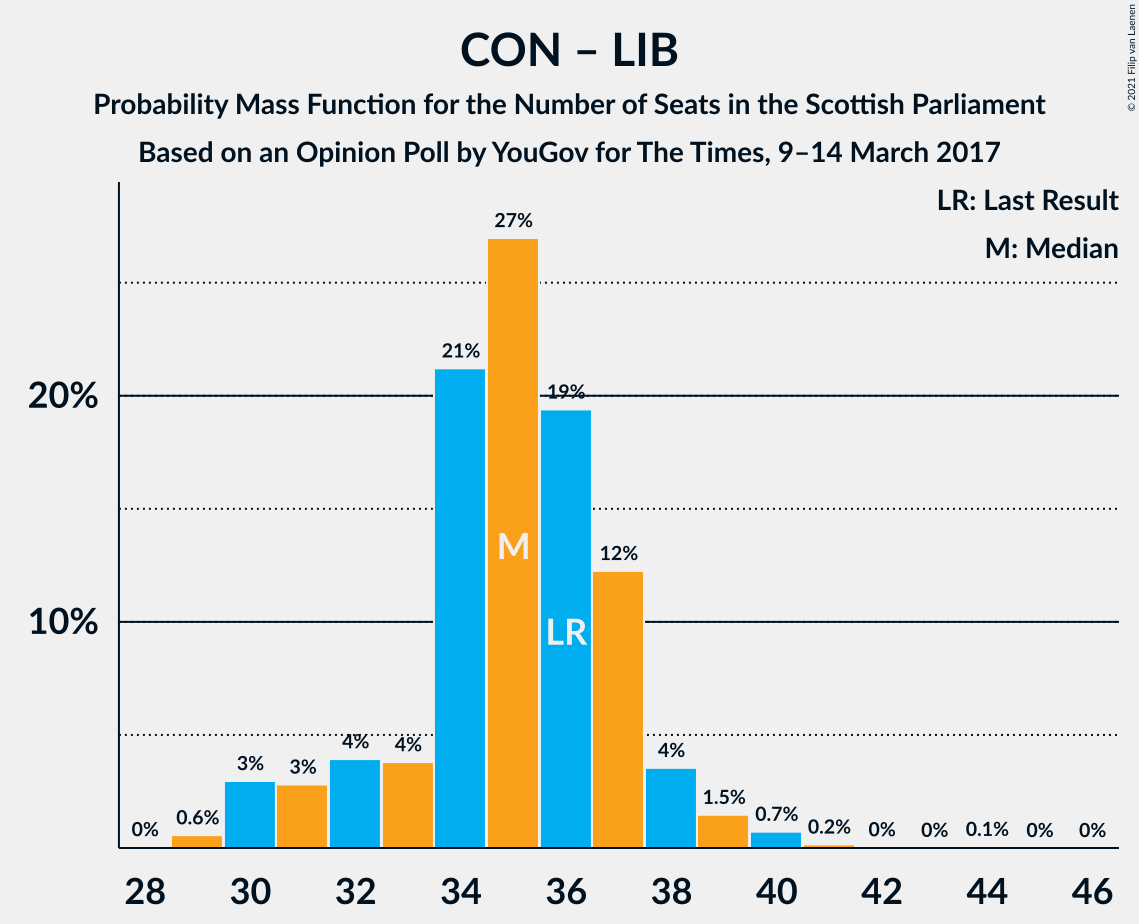 CON – LIB
Probability Mass Function for the Number of Seats in the Scottish Parliament
Based on an Opinion Poll by YouGov for The Times, 9–14 March 2017
© 2021 Filip van Laenen
LR: Last Result
M: Median
20%
10%
0%
0.6%
3%
3%
4%
4%
21%
27%
19%
12%
4%
1.5%
0.7%
0.2%
0%
0%
0.1%
0%
0%
M
LR
28 30 32 34 36 38 40 42 44 46